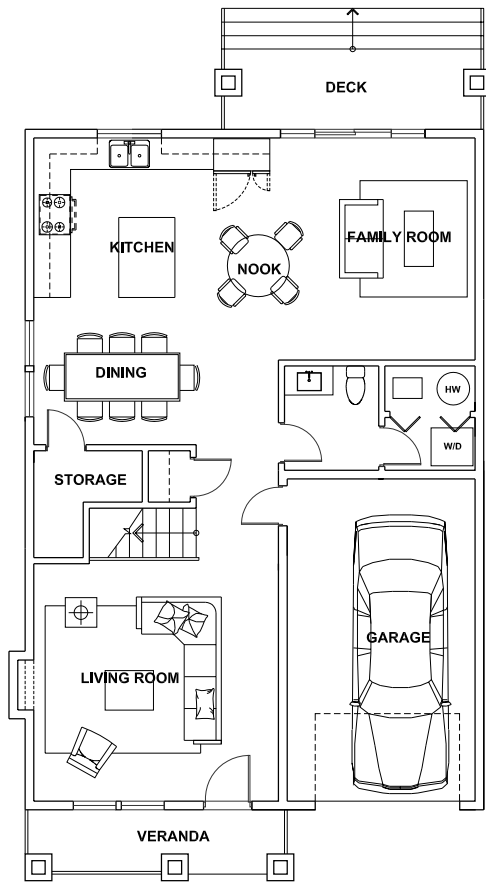 DECK
KITCHEN
FAMILY ROOM
NOOK
DINING
HW
W/D
STORAGE
GARAGE
LIVING ROOM
VERANDA